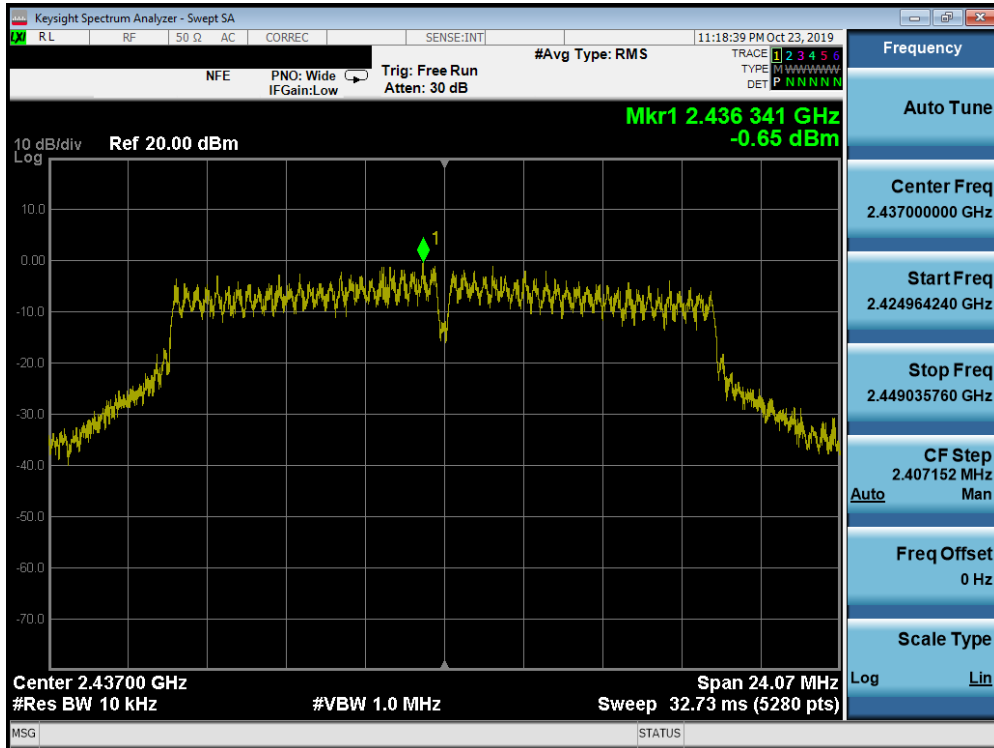 Keysight Spectrum Analyzer - Swept SA
LXI RL RF 50 Ω AC CORREC SENSE:INT 11:18:39 PM Oct 23, 2019
#Avg Type: RMS
TRACE 1 2 3 4 5 6
TYPE M W W W W W
DET P N N N N N
NFE PNO: Wide Trig: Free Run
IFGain:Low Atten: 30 dB
Mkr1 2.436 341 GHz
-0.65 dBm
10 dB/div Ref 20.00 dBm
Log
10.0
0.00
-10.0
-20.0
-30.0
-40.0
-50.0
-60.0
-70.0
1
Center 2.43700 GHz Span 24.07 MHz
#Res BW 10 kHz #VBW 1.0 MHz Sweep 32.73 ms (5280 pts)
MSG STATUS
Frequency
Auto Tune
Center Freq
2.437000000 GHz
Start Freq
2.424964240 GHz
Stop Freq
2.449035760 GHz
CF Step
2.407152 MHz
Auto Man
Freq Offset
0 Hz
Scale Type
Log Lin